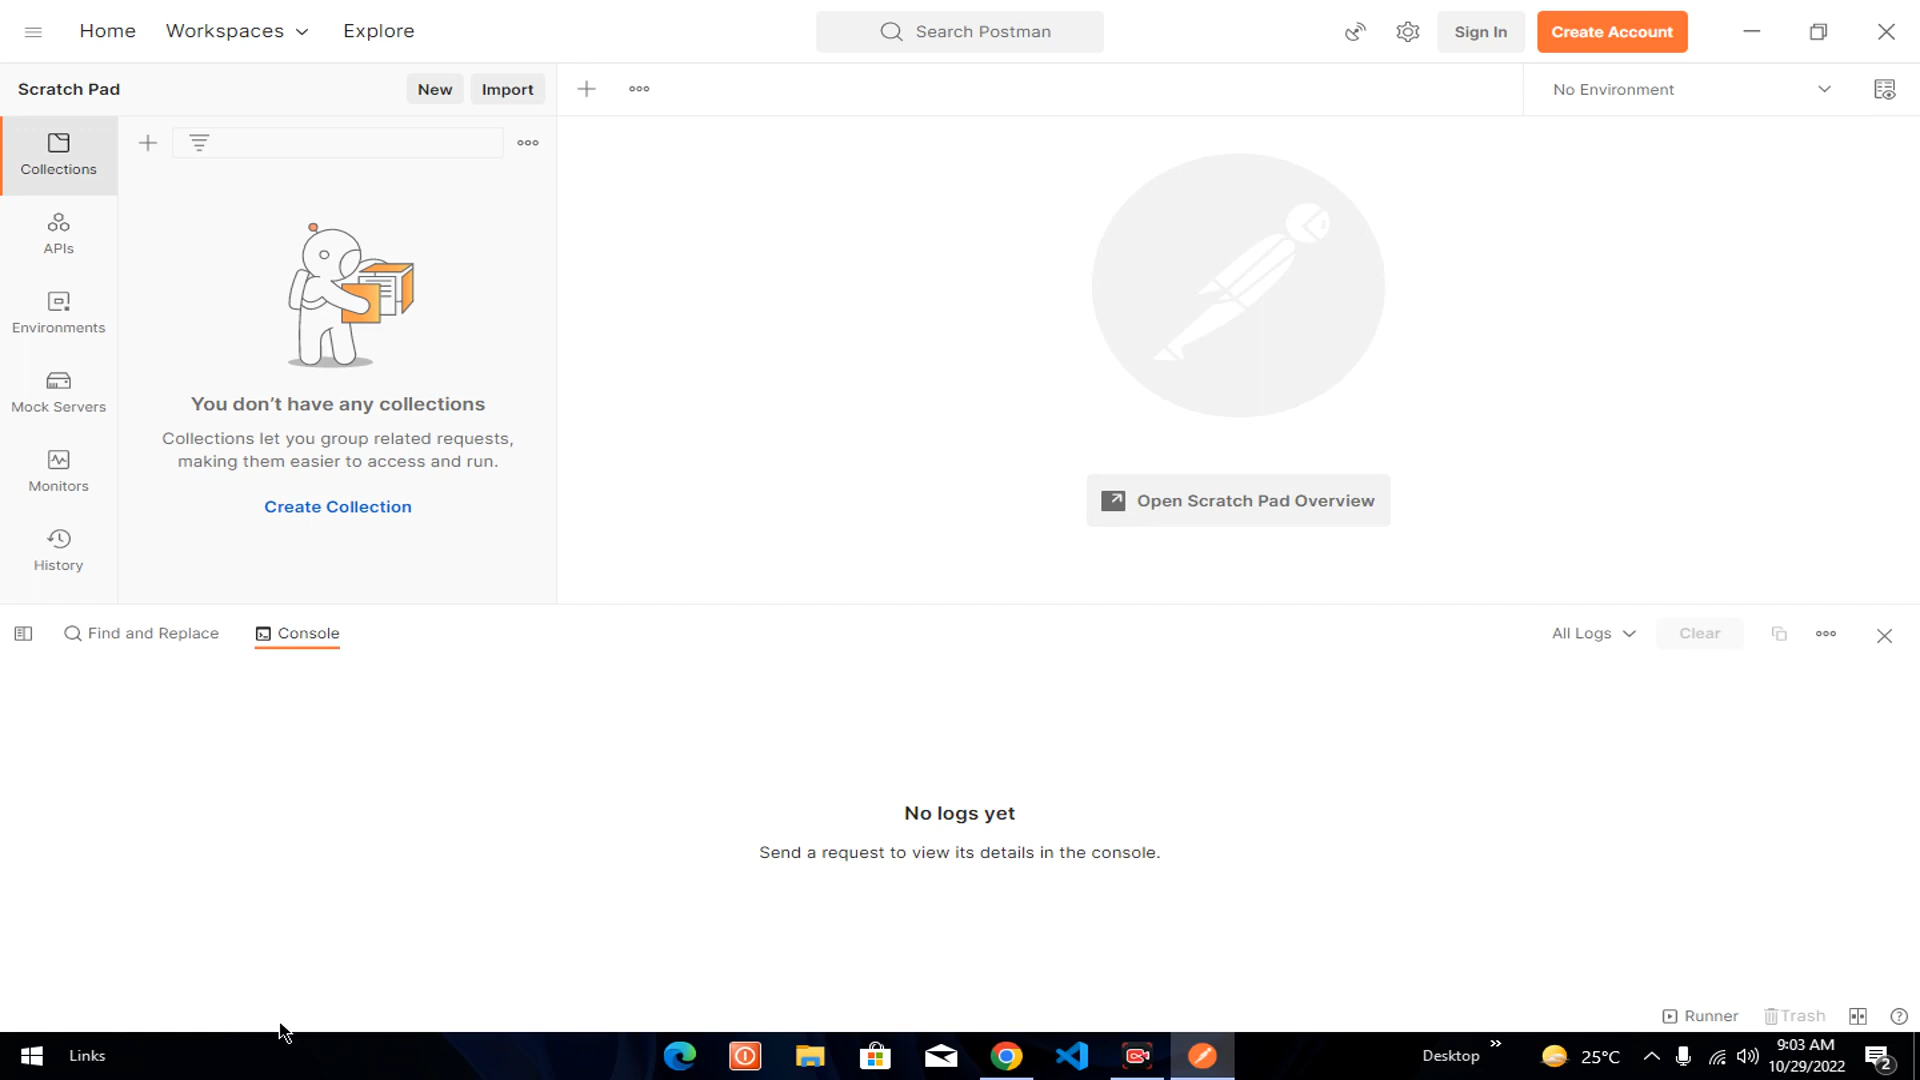 Home
Workspaces
Explore
Search Postman
Sign In
Create Account
Scratch Pad
New
Import
No Environment
Collections
APIs
Environments
Mock Servers
Monitors
History
You don’t have any collections
Collections let you group related requests,
making them easier to access and run.
Create Collection
Open Scratch Pad Overview
Find and Replace
Console
All Logs
Clear
No logs yet
Send a request to view its details in the console.
Runner
Trash
Links
Desktop
25°C
9:03 AM
10/29/2022
2